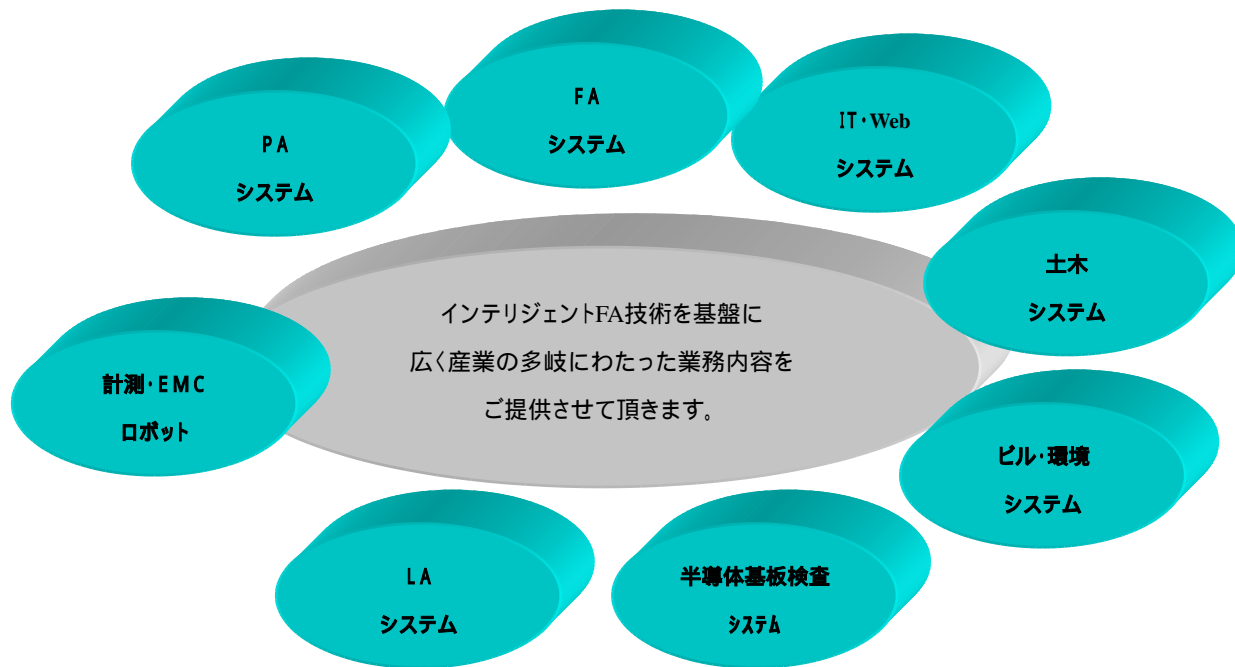 FA
システム
IT・Web
システム
PA
システム
土木
システム
インテリジェントFA技術を基盤に
広く産業の多岐にわたった業務内容を
ご提供させて頂きます。
計測・EMC
ロボット
ビル・環境
システム
LA
システム
半導体基板検査
システム